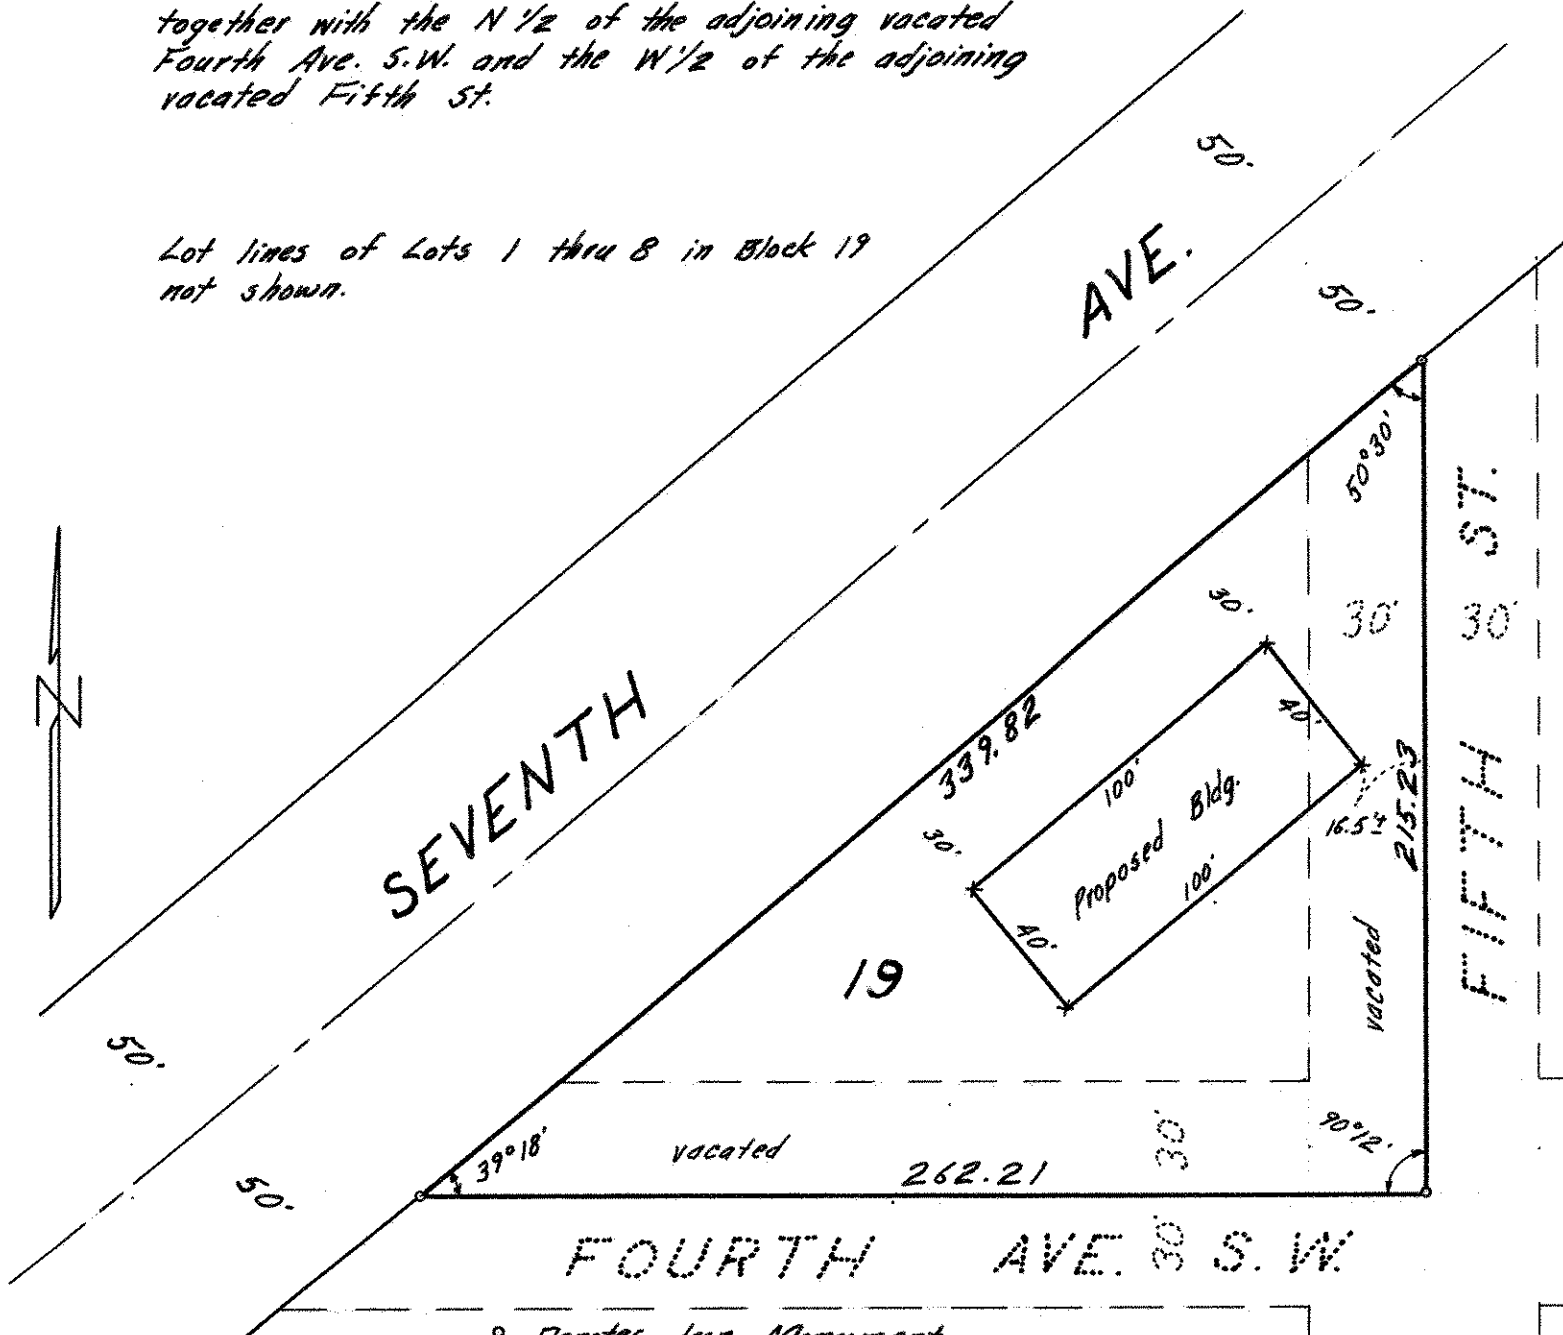 together with the N 1/2 of the adjoining vacated
Fourth Ave. S.W. and the W 1/2 of the adjoining
vacated Fifth St.
Lot lines of Lots 1 thru 8 in Block 19
not shown.
50'
AVE.
50'
50°30'
ST.
30'
30'
30'
SEVENTH
339.82
40'
100'
Proposed Bldg.
16.5'±
215.23
FIFTH
30'
100'
40'
19
vacated
50'
39°18'
vacated
30'
90°12'
262.21
50'
FOURTH AVE. S.W.
30'
Denotes Iron Monument